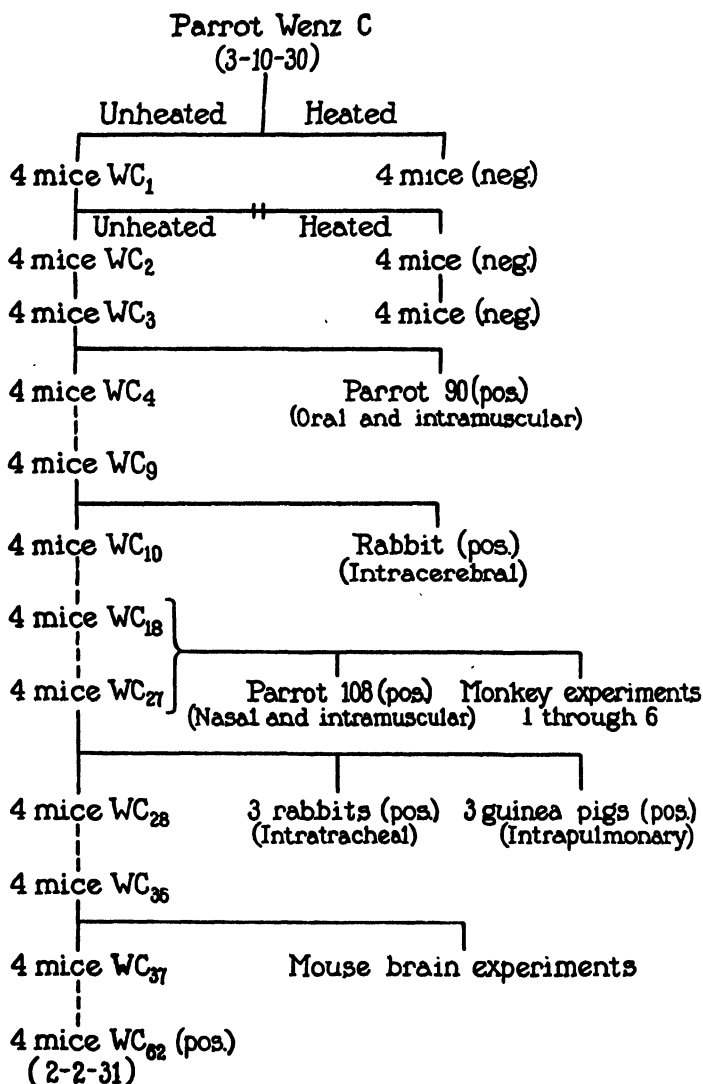 Parrot Wenz C
(3-10-30)
Unheated Heated
4 mice WC₁ 4 mice (neg.)
Unheated Heated
4 mice WC₂ 4 mice (neg.)
4 mice WC₃ 4 mice (neg.)
4 mice WC₄ Parrot 90 (pos.)
(Oral and intramuscular)
4 mice WC₉
4 mice WC₁₀ Rabbit (pos.)
(Intracerebral)
4 mice WC₁₈
4 mice WC₂₇ Parrot 108 (pos.) Monkey experiments
(Nasal and intramuscular) 1 through 6
4 mice WC₂₈ 3 rabbits (pos.) 3 guinea pigs (pos.)
(Intratracheal) (Intrapulmonary)
4 mice WC₃₆
4 mice WC₃₇ Mouse brain experiments
4 mice WC₆₂ (pos.)
(2-2-31)